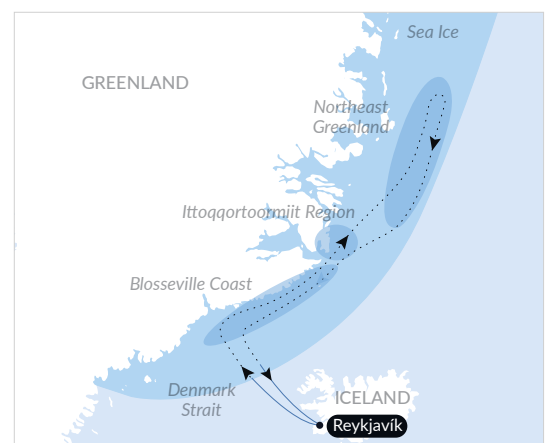 Sea Ice
GREENLAND
Northeast
Greenland
Ittoqqortoormiit Region
Blosseville Coast
Denmark
Strait
ICELAND
Reykjavík